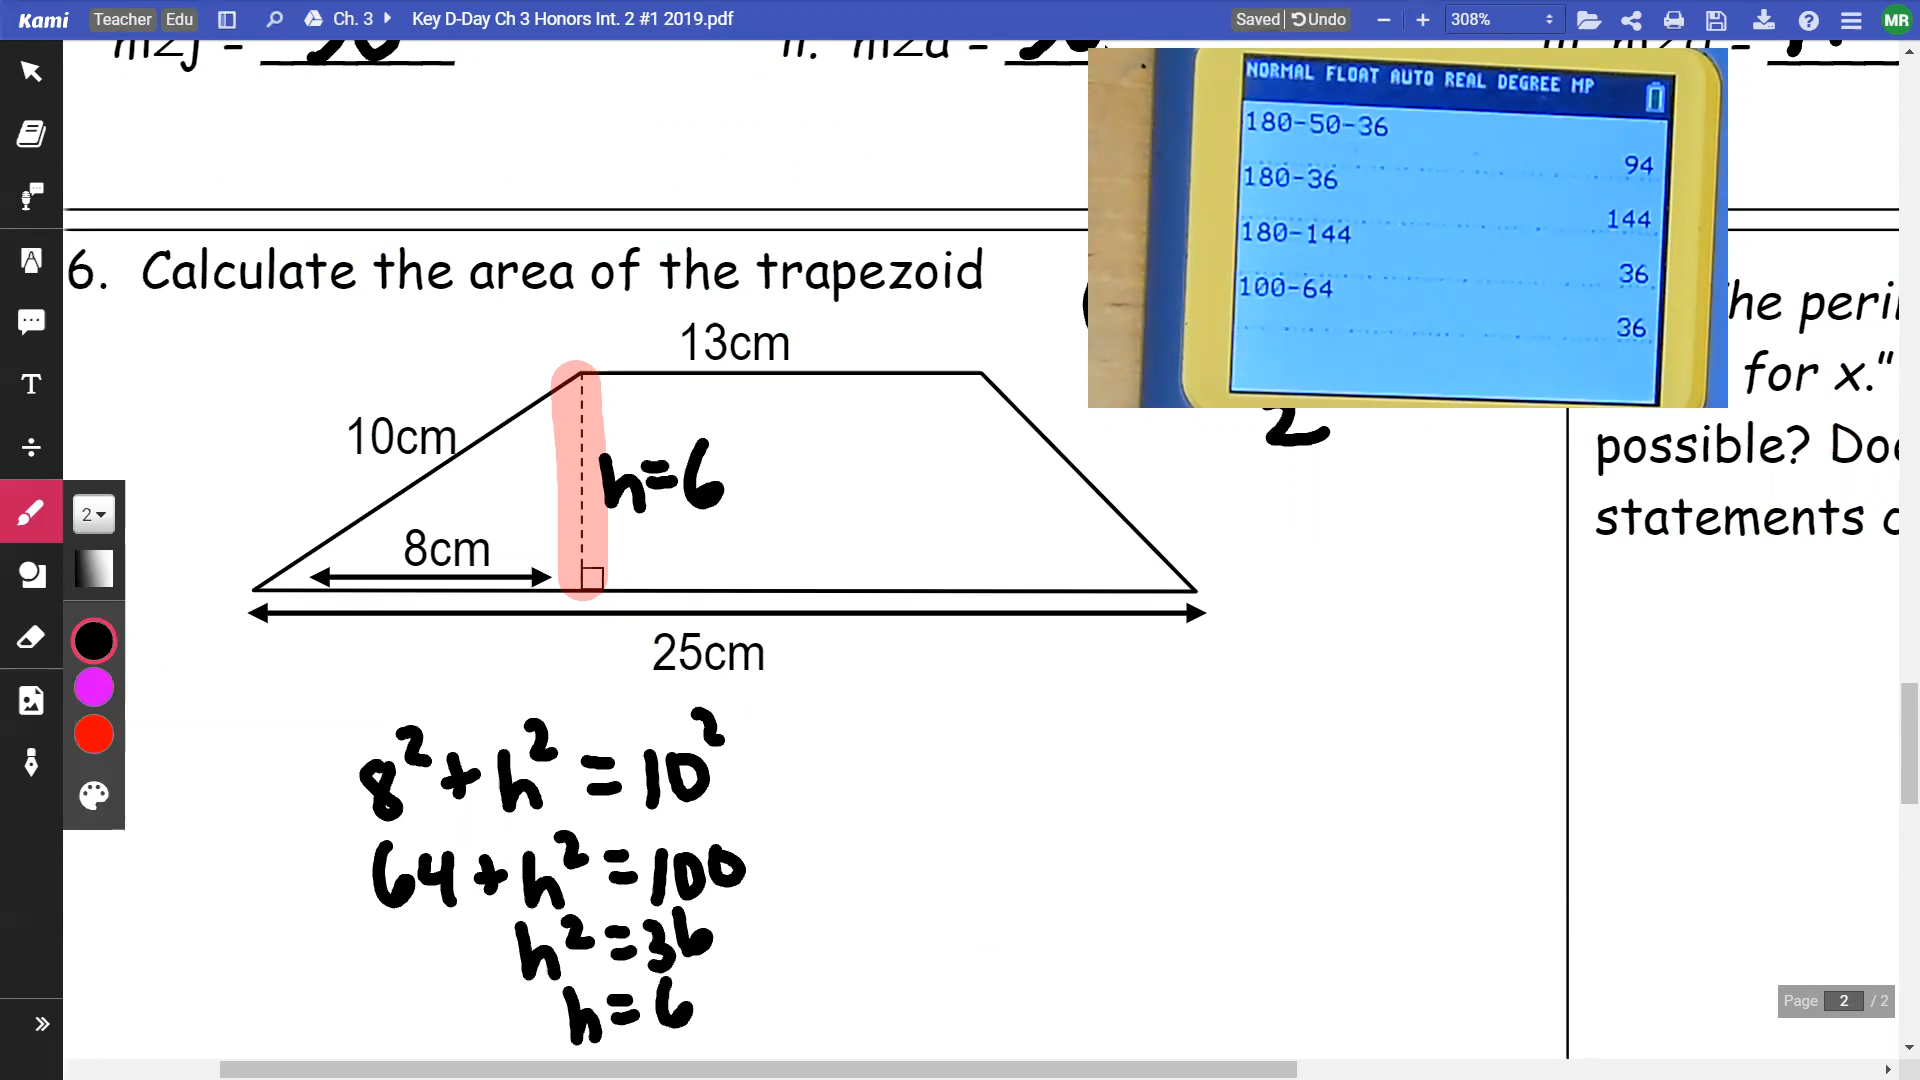 Kami Teacher Edu Ch. 3 Key D-Day Ch 3 Honors Int. 2 #1 2019.pdf Saved Undo 308% MR
m∠j =
m∠a =
NORMAL FLOAT AUTO REAL DEGREE MP
180-50-36
94
180-36
144
180-144
36
100-64
36
6. Calculate the area of the trapezoid
13cm
10cm
h=6
8cm
25cm
2
for x."
possible?
statements
8² + h² = 10²
64 + h² = 100
h² = 36
h = 6
2
Page 2 / 2